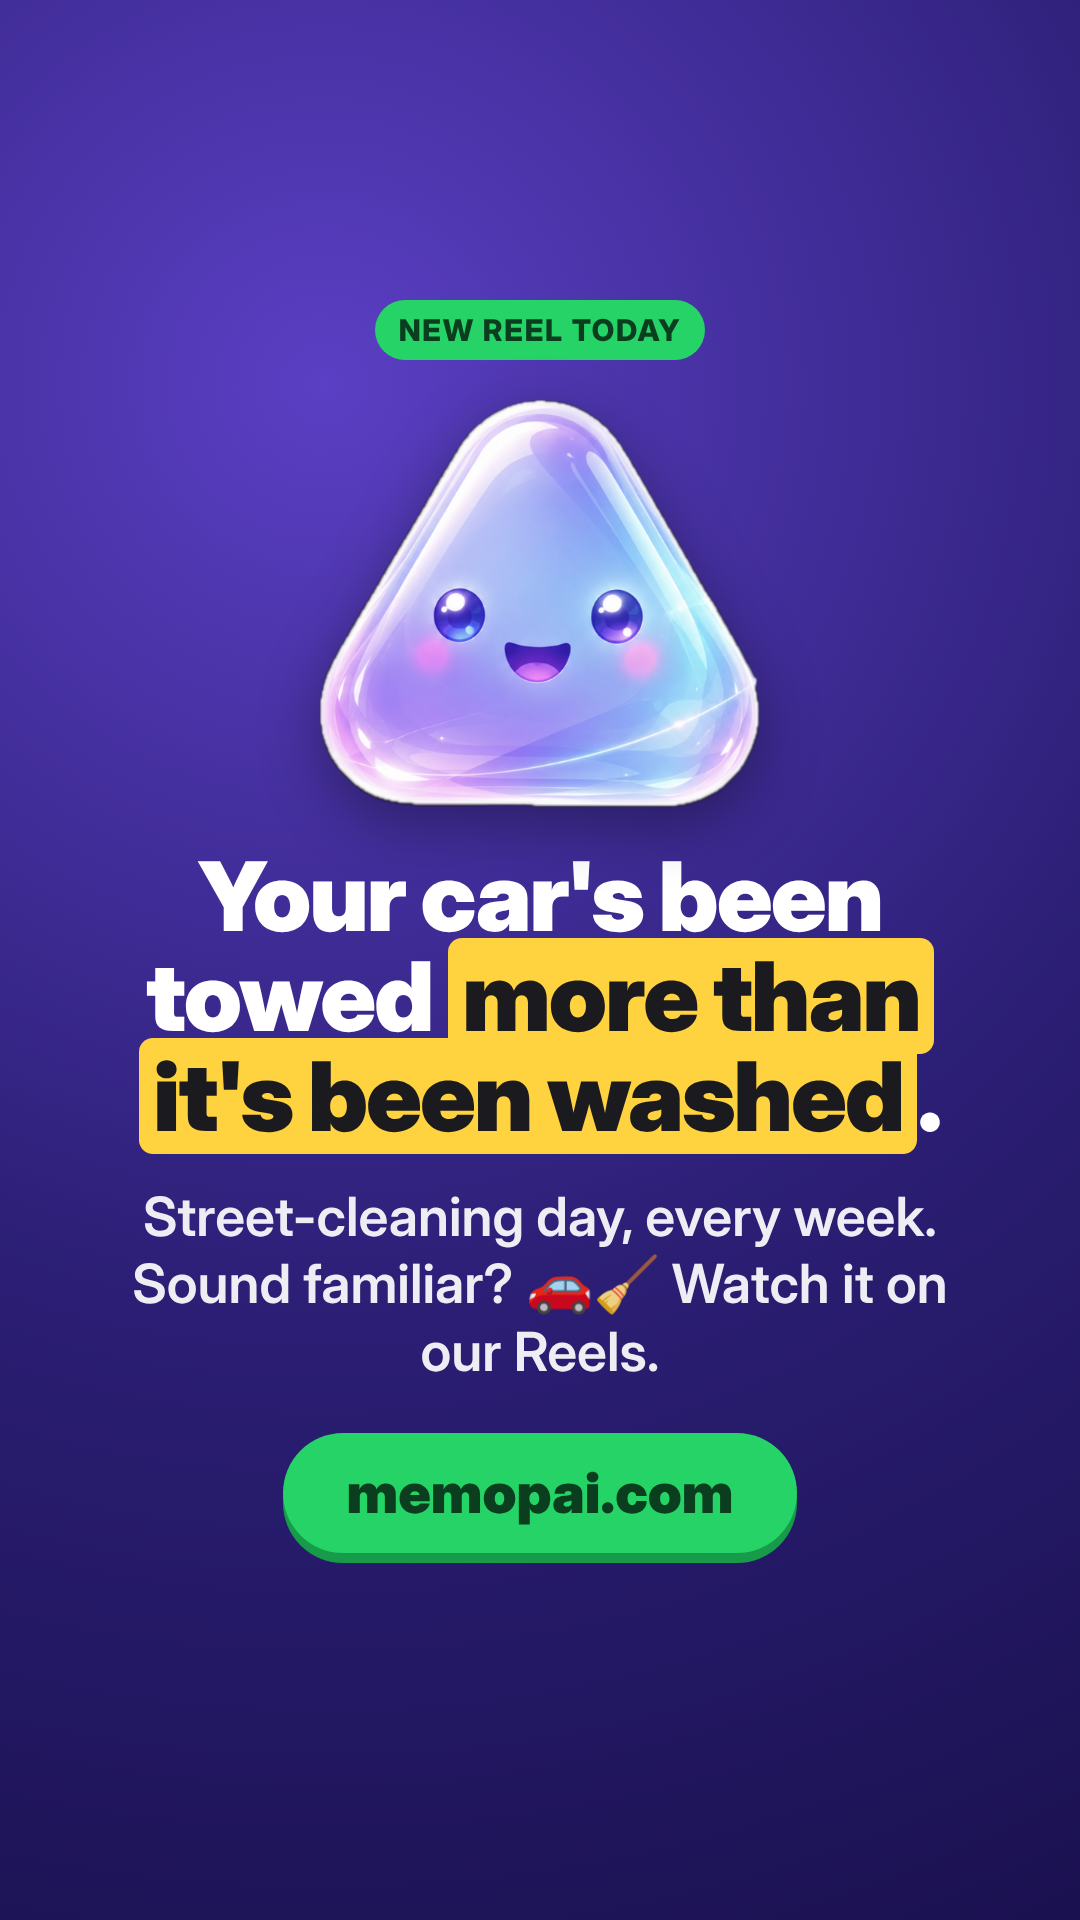 NEW REEL TODAY
Your car's been
towed more than
it's been washed.
Street-cleaning day, every week.
Sound familiar? 🚗🧹 Watch it on
our Reels.
memopai.com